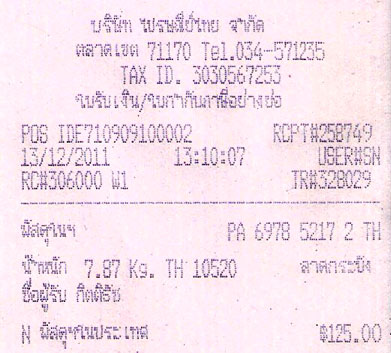 บริษัท ไปรษณีย์ไทย จำกัด
ตลาดเขต 71170 Tel.034-571235
TAX ID. 3030567253
ใบรับเงิน/ใบกำกับภาษีอย่างย่อ
POS IDE710909100002 RCPT#258749
13/12/2011 13:10:07 USER#SN
RC#306000 W1 TR#328029
พัสดุในฯ PA 6978 5217 2 TH
น้ำหนัก 7.87 Kg. TH 10520 ลาดกระบัง
ชื่อผู้รับ กิตติรัช
N พัสดุฯในประเทศ $125.00